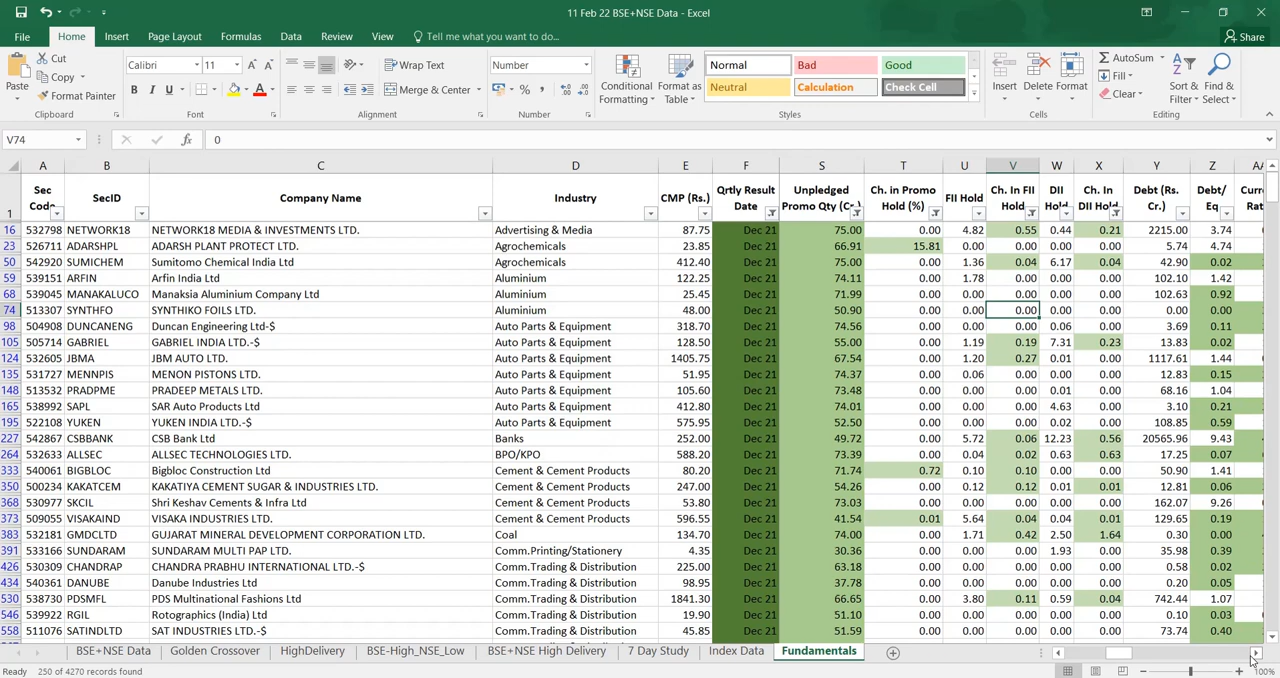 11 Feb 22 BSE+NSE Data - Excel
File Home Insert Page Layout Formulas Data Review View Tell me what you want to do... Share
Paste Cut Copy Format Painter Clipboard
Calibri 11 B I U A Font
Wrap Text Merge & Center Alignment
Number % Number
Conditional Formatting Format as Table
Normal Bad Good
Neutral Calculation Check Cell
Styles
Insert Delete Format Cells
AutoSum Fill Clear Sort & Filter Find & Select Editing
V74 fx 0
A B C D E F S T U V W X Y Z AA
1 Sec Code SecID Company Name Industry CMP (Rs.) Qrtly Result Date Unpledged Promo Qty (Cr.) Ch. in Promo Hold (%) FII Hold Ch. In FII Hold DII Hold Ch. In DII Hold Debt (Rs. Cr.) Debt/ Eq
16 532798 NETWORK18 NETWORK18 MEDIA & INVESTMENTS LTD. Advertising & Media 87.75 Dec 21 75.00 0.00 4.82 0.55 0.44 0.21 2215.00 3.74
23 526711 ADARSHPL ADARSH PLANT PROTECT LTD. Agrochemicals 23.85 Dec 21 66.91 15.81 0.00 0.00 0.00 0.00 5.74 4.74
50 542920 SUMICHEM Sumitomo Chemical India Ltd Agrochemicals 412.40 Dec 21 75.00 0.00 1.36 0.04 6.17 0.04 42.90 0.02
59 539151 ARFIN Arfin India Ltd Aluminium 122.25 Dec 21 74.11 0.00 1.78 0.00 0.00 0.00 102.10 1.42
68 539045 MANAKALUCO Manaksia Aluminium Company Ltd Aluminium 25.45 Dec 21 71.99 0.00 0.00 0.00 0.00 0.00 102.63 0.92
74 513307 SYNTHFO SYNTHIKO FOILS LTD. Aluminium 48.00 Dec 21 50.90 0.00 0.00 0.00 0.00 0.00 0.00 0.00
98 504908 DUNCANENG Duncan Engineering Ltd-$ Auto Parts & Equipment 318.70 Dec 21 74.56 0.00 0.00 0.00 0.06 0.00 3.69 0.11
105 505714 GABRIEL GABRIEL INDIA LTD.-$ Auto Parts & Equipment 128.50 Dec 21 55.00 0.00 1.19 0.19 7.31 0.23 13.83 0.02
124 532605 JBMA JBM AUTO LTD. Auto Parts & Equipment 1405.75 Dec 21 67.54 0.00 1.20 0.27 0.01 0.00 1117.61 1.44
135 531727 MENNPIS MENON PISTONS LTD. Auto Parts & Equipment 51.95 Dec 21 74.37 0.00 0.06 0.00 0.00 0.00 12.83 0.15
148 513532 PRADPME PRADEEP METALS LTD. Auto Parts & Equipment 105.60 Dec 21 73.48 0.00 0.00 0.00 0.01 0.00 68.16 1.04
165 538992 SAPL SAR Auto Products Ltd Auto Parts & Equipment 412.80 Dec 21 74.01 0.00 0.00 0.00 4.63 0.00 3.10 0.21
195 522108 YUKEN YUKEN INDIA LTD.-$ Auto Parts & Equipment 575.95 Dec 21 52.50 0.00 0.00 0.00 0.02 0.00 108.85 0.59
227 542867 CSBBANK CSB Bank Ltd Banks 252.00 Dec 21 49.72 0.00 5.72 0.06 12.23 0.56 20565.96 9.43
264 532633 ALLSEC ALLSEC TECHNOLOGIES LTD. BPO/KPO 588.20 Dec 21 73.39 0.00 0.04 0.02 0.63 0.63 17.25 0.07
333 540061 BIGBLOC Bigbloc Construction Ltd Cement & Cement Products 80.20 Dec 21 71.74 0.72 0.10 0.10 0.00 0.00 50.90 1.41
350 500234 KAKATCEM KAKATIYA CEMENT SUGAR & INDUSTRIES LTD. Cement & Cement Products 247.00 Dec 21 54.26 0.00 0.12 0.12 0.01 0.01 12.81 0.06
368 530977 SKCIL Shri Keshav Cements & Infra Ltd Cement & Cement Products 53.80 Dec 21 73.03 0.00 0.00 0.00 0.00 0.00 162.07 9.26
373 509055 VISAKAIND VISAKA INDUSTRIES LTD. Cement & Cement Products 596.55 Dec 21 41.54 0.01 5.64 0.04 0.04 0.01 129.65 0.19
383 532181 GMDCLTD GUJARAT MINERAL DEVELOPMENT CORPORATION LTD. Coal 134.70 Dec 21 74.00 0.00 1.71 0.42 2.50 1.64 0.30 0.00
391 533166 SUNDARAM SUNDARAM MULTI PAP LTD. Comm.Printing/Stationery 4.35 Dec 21 30.36 0.00 0.00 0.00 1.93 0.00 35.98 0.39
426 530309 CHANDRAP CHANDRA PRABHU INTERNATIONAL LTD.-$ Comm.Trading & Distribution 225.00 Dec 21 63.18 0.00 0.00 0.00 0.00 0.00 0.58 0.02
434 540361 DANUBE Danube Industries Ltd Comm.Trading & Distribution 98.95 Dec 21 37.78 0.00 0.00 0.00 0.00 0.00 0.20 0.05
530 538730 PDSMFL PDS Multinational Fashions Ltd Comm.Trading & Distribution 1841.30 Dec 21 66.65 0.00 3.80 0.11 0.59 0.04 742.44 1.07
546 539922 RGIL Rotographics (India) Ltd Comm.Trading & Distribution 19.90 Dec 21 51.10 0.00 0.00 0.00 0.00 0.00 0.10 0.03
558 511076 SATINDLTD SAT INDUSTRIES LTD.-$ Comm.Trading & Distribution 45.85 Dec 21 51.59 0.00 0.00 0.00 0.00 0.00 73.74 0.40
BSE+NSE Data Golden Crossover HighDelivery BSE-High_NSE_Low BSE+NSE High Delivery 7 Day Study Index Data Fundamentals
Ready 250 of 4270 records found 100%